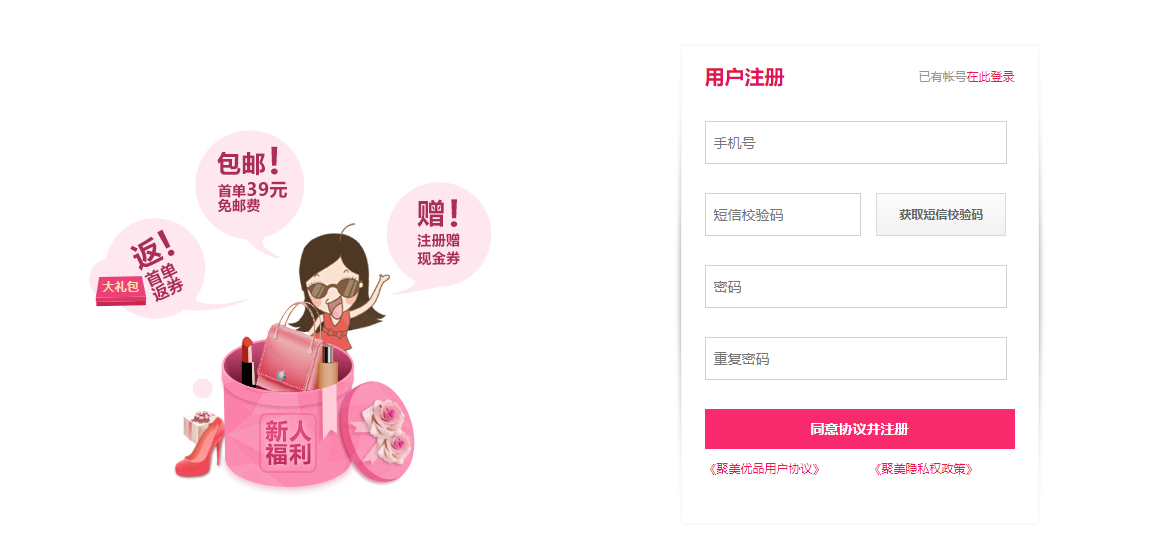 包邮！
首单39元
免邮费
赠！
注册赠
现金券
返！
首单
返券
大礼包
新人
福利
用户注册
已有帐号在此登录
手机号
短信校验码
获取短信校验码
密码
重复密码
同意协议并注册
《聚美优品用户协议》
《聚美隐私权政策》